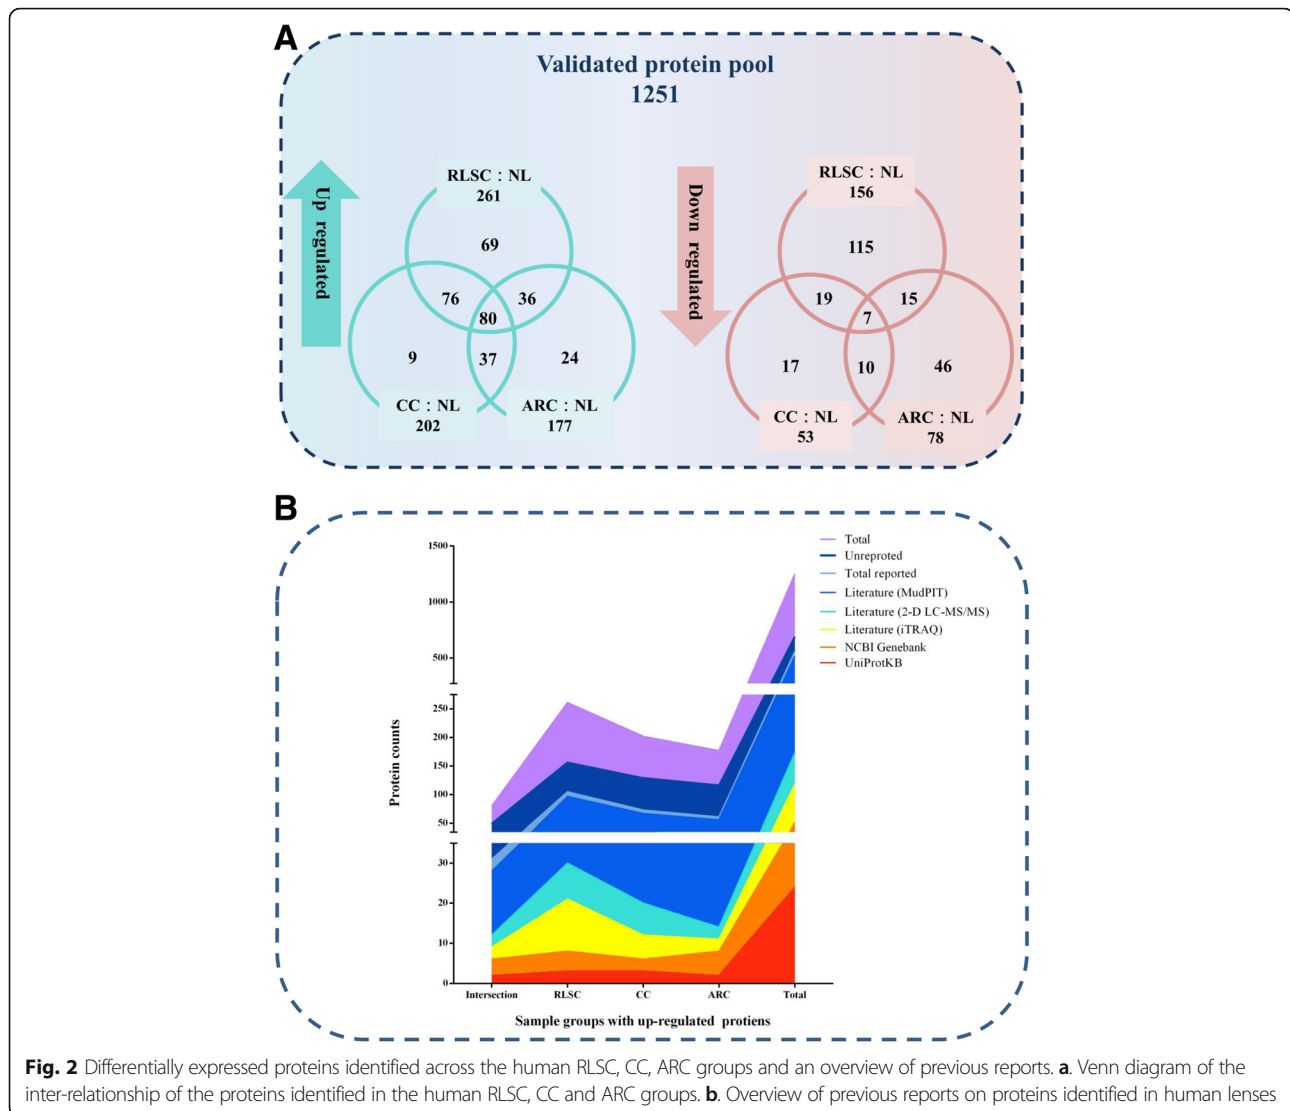 A
Validated protein pool
1251
Up regulated
RLSC : NL
261
69
76
36
80
9
37
24
CC : NL
202
ARC : NL
177
Down regulated
RLSC : NL
156
115
19
15
7
17
10
46
CC : NL
53
ARC : NL
78
B
Total
Unreproted
Total reported
Literature (MudPIT)
Literature (2-D LC-MS/MS)
Literature (iTRAQ)
NCBI Genebank
UniProtKB
Protein counts
1500
1000
500
250
200
150
100
50
30
20
10
0
Intersection
RLSC
CC
ARC
Total
Sample groups with up-regulated protiens
Fig. 2 Differentially expressed proteins identified across the human RLSC, CC, ARC groups and an overview of previous reports. a. Venn diagram of the
inter-relationship of the proteins identified in the human RLSC, CC and ARC groups. b. Overview of previous reports on proteins identified in human lenses